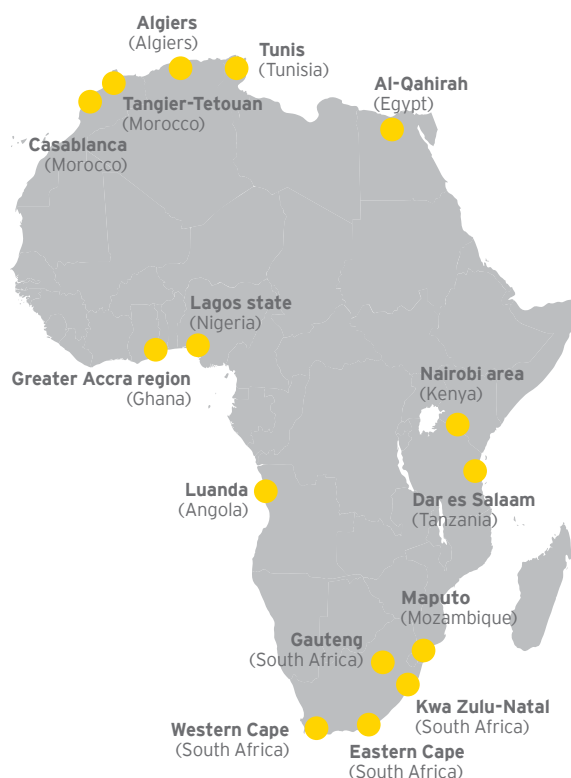 Algiers
(Algiers)
Tunis
(Tunisia)
Al-Qahirah
(Egypt)
Tangier-Tetouan
(Morocco)
Casablanca
(Morocco)
Lagos state
(Nigeria)
Greater Accra region
(Ghana)
Nairobi area
(Kenya)
Luanda
(Angola)
Dar es Salaam
(Tanzania)
Maputo
(Mozambique)
Gauteng
(South Africa)
Kwa Zulu-Natal
(South Africa)
Western Cape
(South Africa)
Eastern Cape
(South Africa)